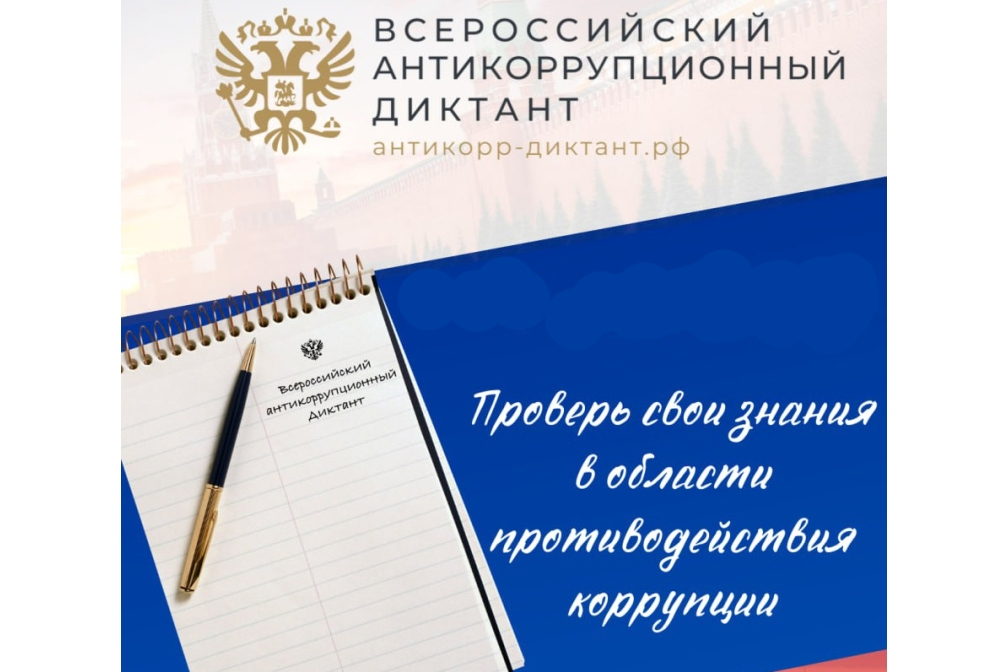 ВСЕРОССИЙСКИЙ
АНТИКОРРУПЦИОННЫЙ
ДИКТАНТ
антикорр-диктант.рф
Всероссийский
антикоррупционный
Диктант
Проверь свои знания
в области
противодействия
коррупции